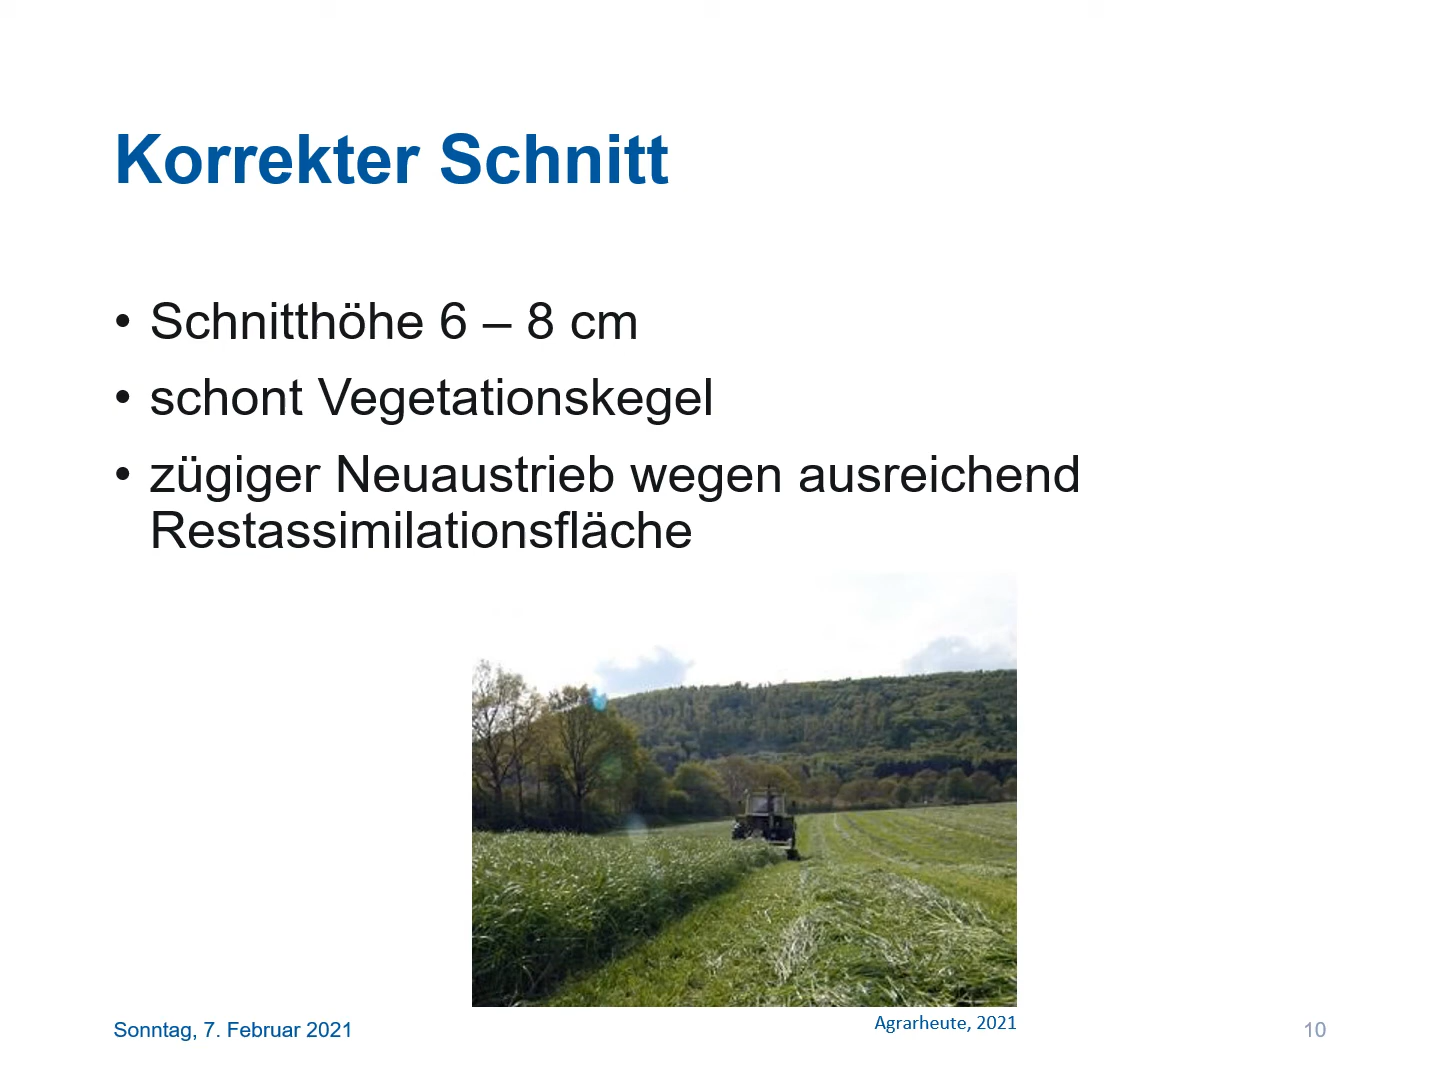 Korrekter Schnitt
• Schnitthöhe 6 – 8 cm
• schont Vegetationskegel
• zügiger Neuaustrieb wegen ausreichend
Restassimilationsfläche
Sonntag, 7. Februar 2021
Agrarheute, 2021
10